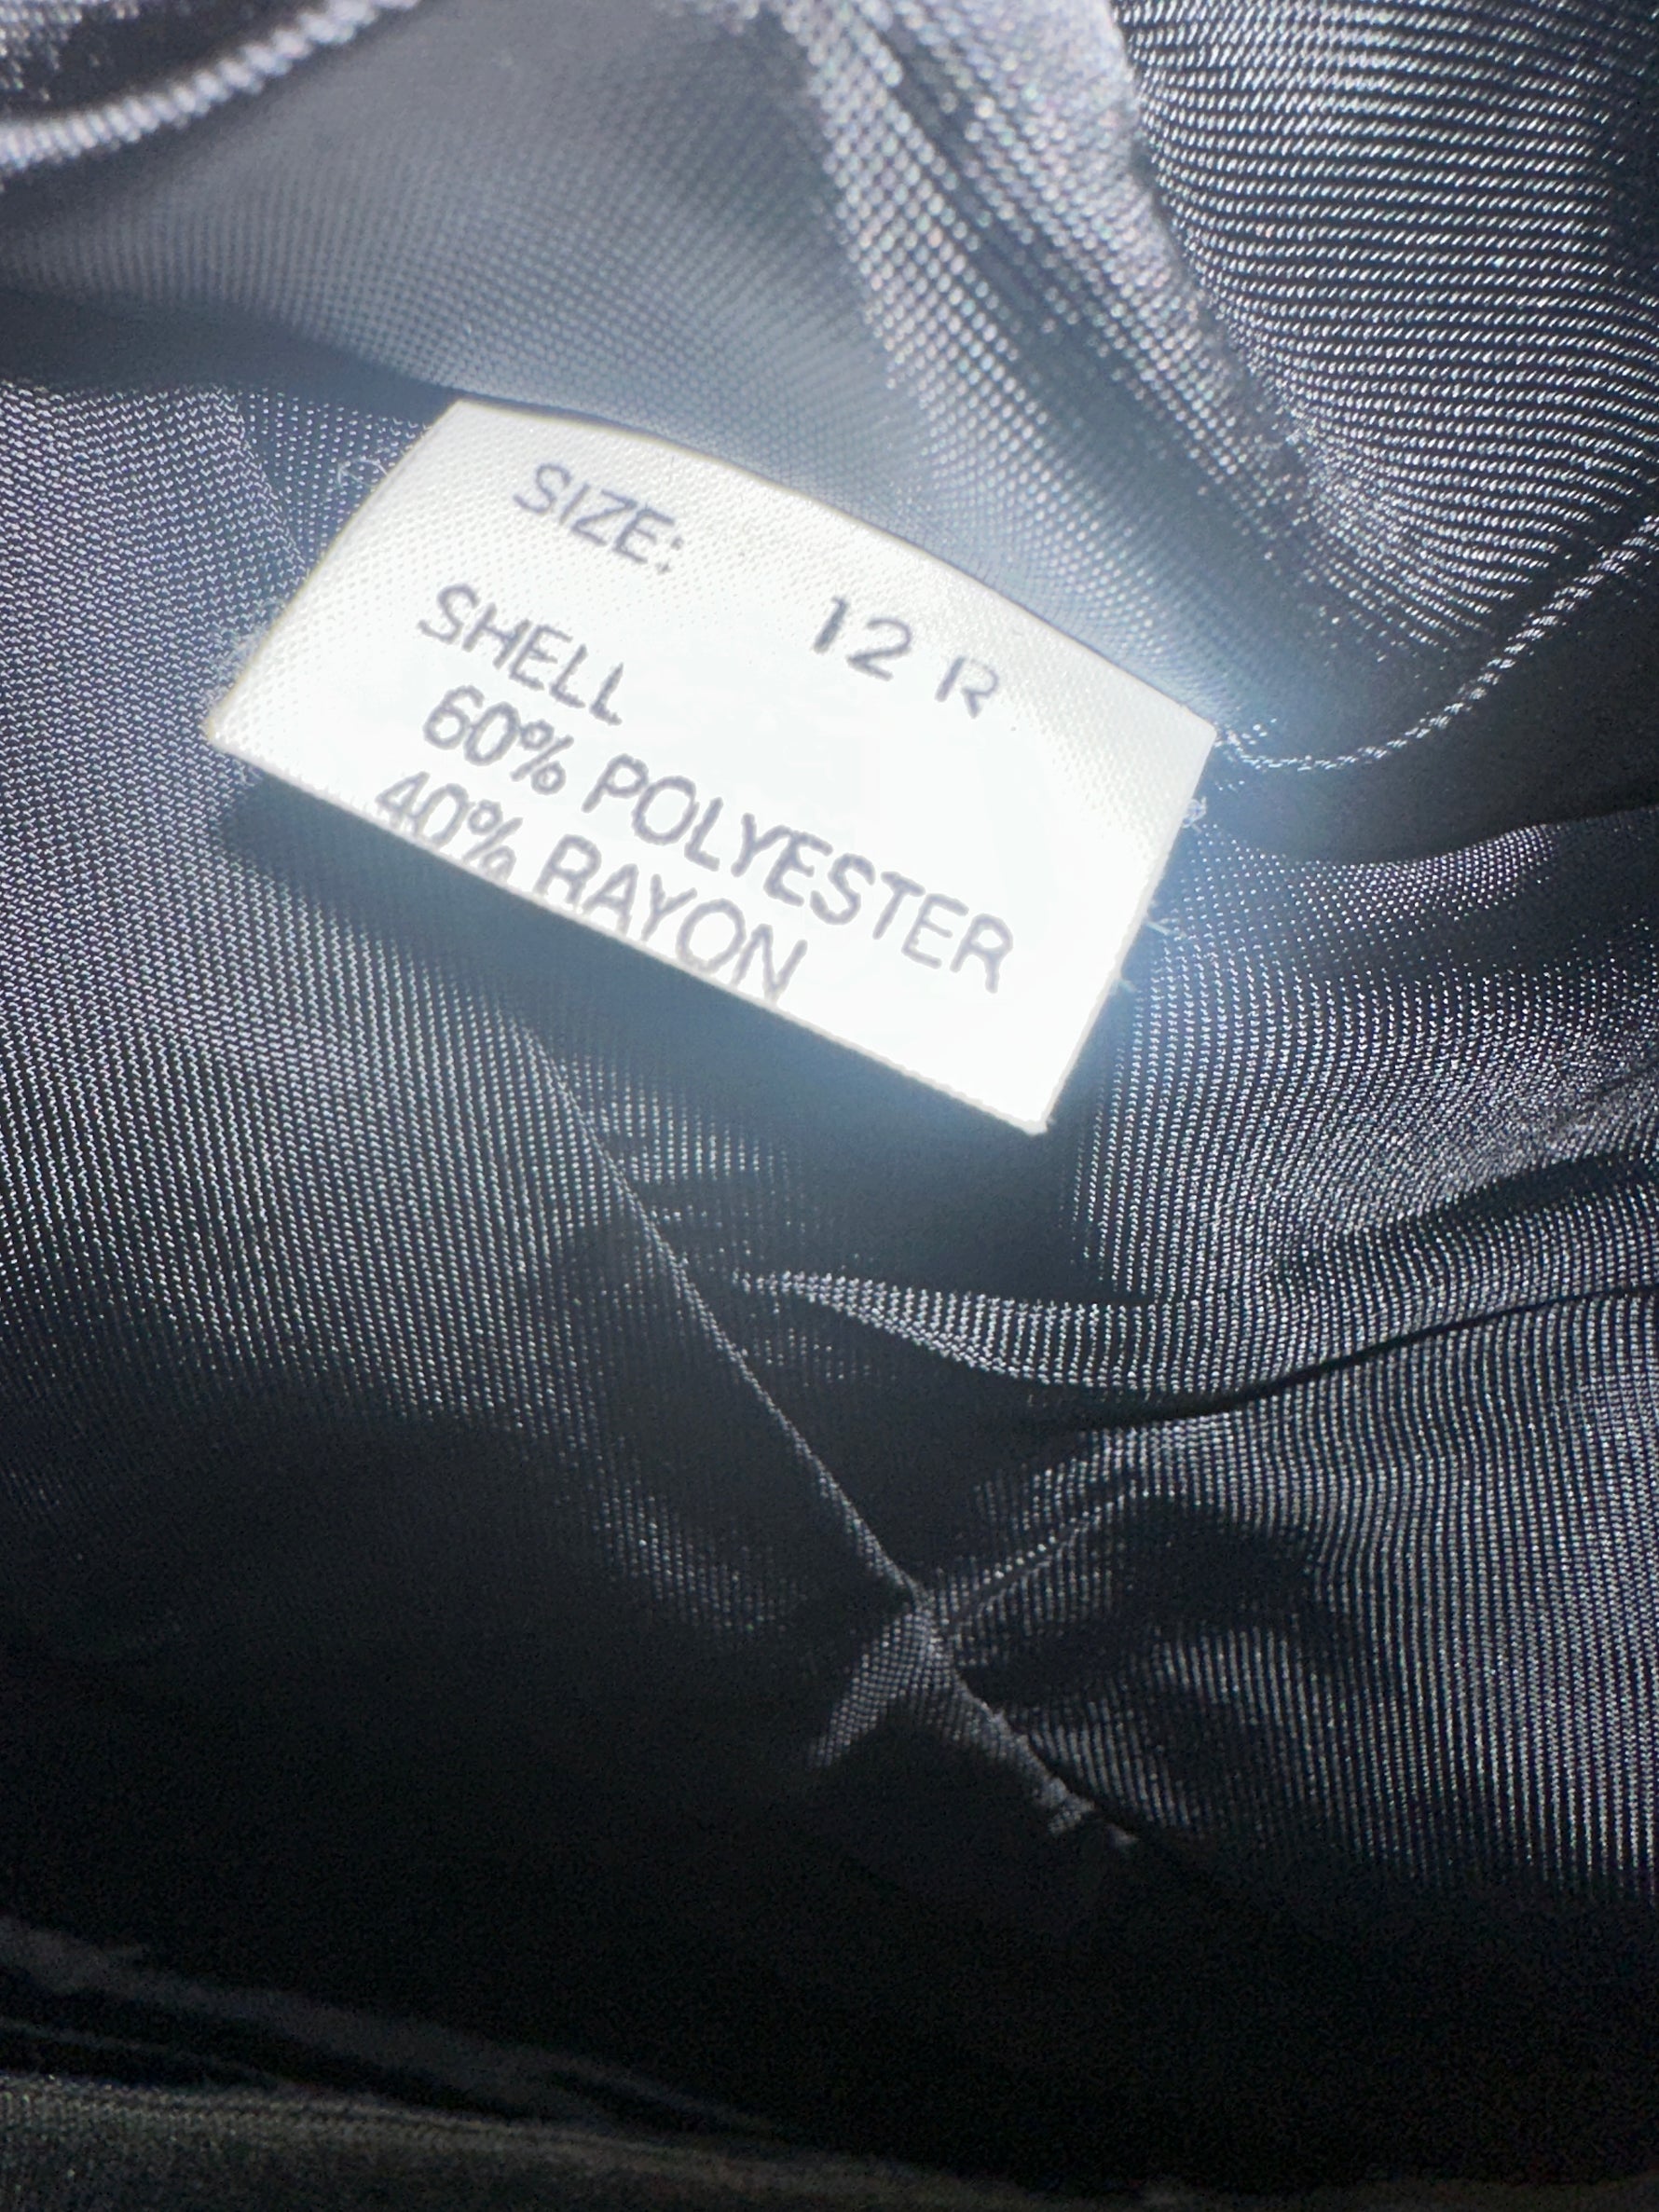 SIZE: 12 R
SHELL
60% POLYESTER
40% RAYON